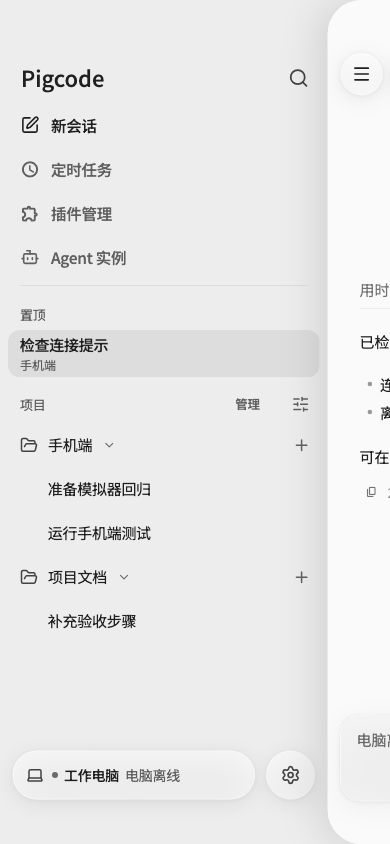 Pigcode
新会话
定时任务
插件管理
Agent 实例
置顶
检查连接提示
手机端
项目 管理
手机端
准备模拟器回归
运行手机端测试
项目文档
补充验收步骤
工作电脑 电脑离线
用时
已检
连
离
可在
电脑离